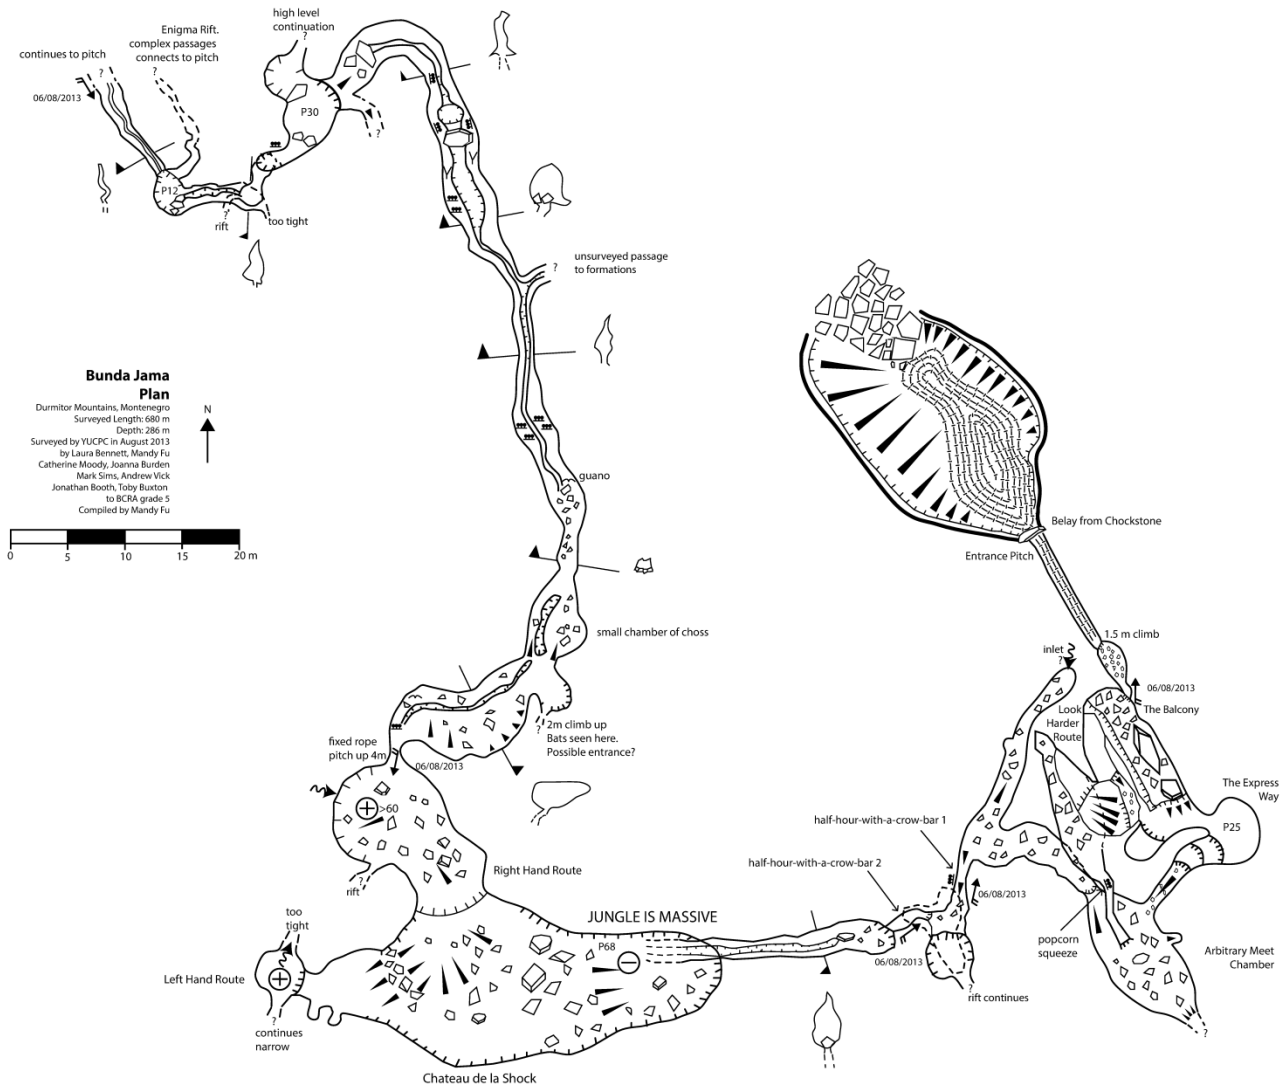 high level
continuation
?
Enigma Rift.
complex passages
connects to pitch
?
continues to pitch
?
06/08/2013
P30
?
P12
?
rift
too tight
unsurveyed passage
to formations
?
Bunda Jama
Plan
Durmitor Mountains, Montenegro
Surveyed Length: 680 m
Depth: 286 m
Surveyed by YUCPC in August 2013
by Laura Bennett, Mandy Fu
Catherine Moody, Joanna Burden
Mark Sims, Andrew Vick
Jonathan Booth, Toby Buxton
to BCRA grade 5
Compiled by Mandy Fu
N
0 5 10 15 20 m
guano
Belay from Chockstone
Entrance Pitch
small chamber of choss
1.5 m climb
inlet
?
06/08/2013
The Balcony
Look
Harder
Route
?
2m climb up
Bats seen here.
Possible entrance?
fixed rope
pitch up 4m
06/08/2013
>60
The Express
Way
P25
half-hour-with-a-crow-bar 1
half-hour-with-a-crow-bar 2
Right Hand Route
?
rift
06/08/2013
too
tight
?
JUNGLE IS MASSIVE
P68
popcorn
squeeze
Arbitrary Meet
Chamber
06/08/2013
Left Hand Route
?
rift continues
?
continues
narrow
?
Chateau de la Shock